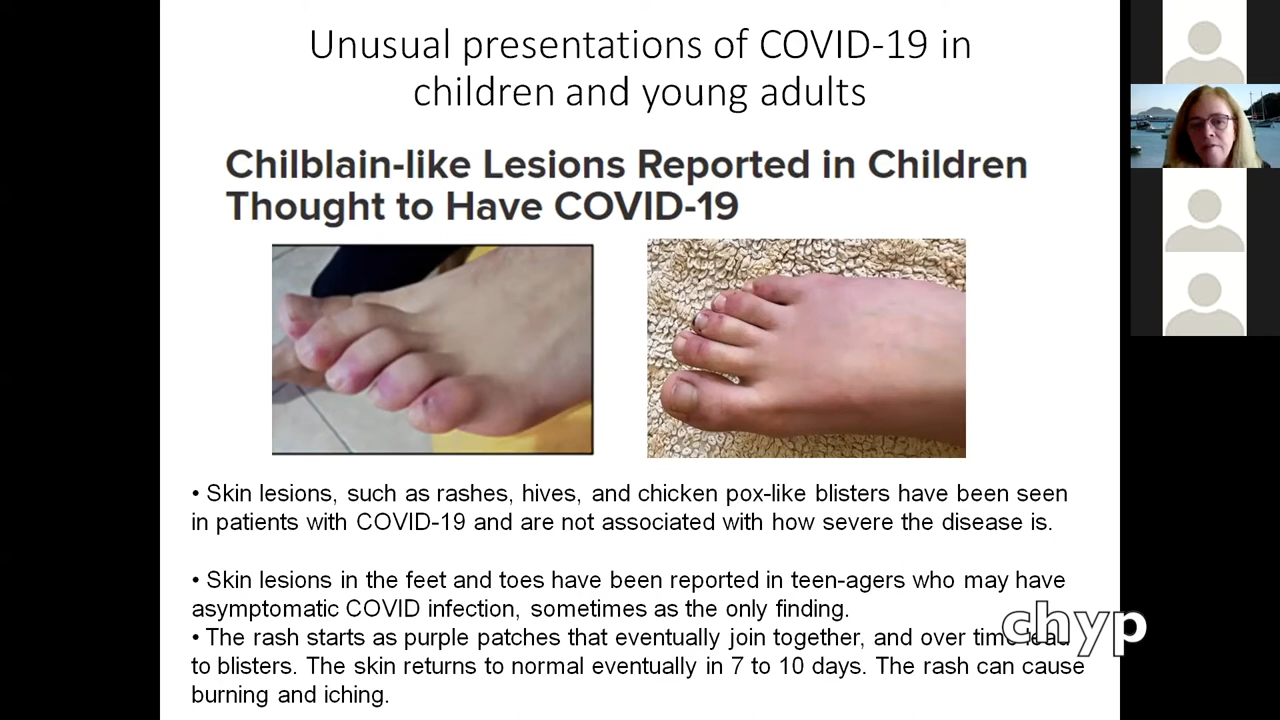 Unusual presentations of COVID-19 in
children and young adults
Chilblain-like Lesions Reported in Children
Thought to Have COVID-19
• Skin lesions, such as rashes, hives, and chicken pox-like blisters have been seen
in patients with COVID-19 and are not associated with how severe the disease is.
• Skin lesions in the feet and toes have been reported in teen-agers who may have
asymptomatic COVID infection, sometimes as the only finding.
• The rash starts as purple patches that eventually join together, and over time
to blisters. The skin returns to normal eventually in 7 to 10 days. The rash can cause
burning and iching.
chyp